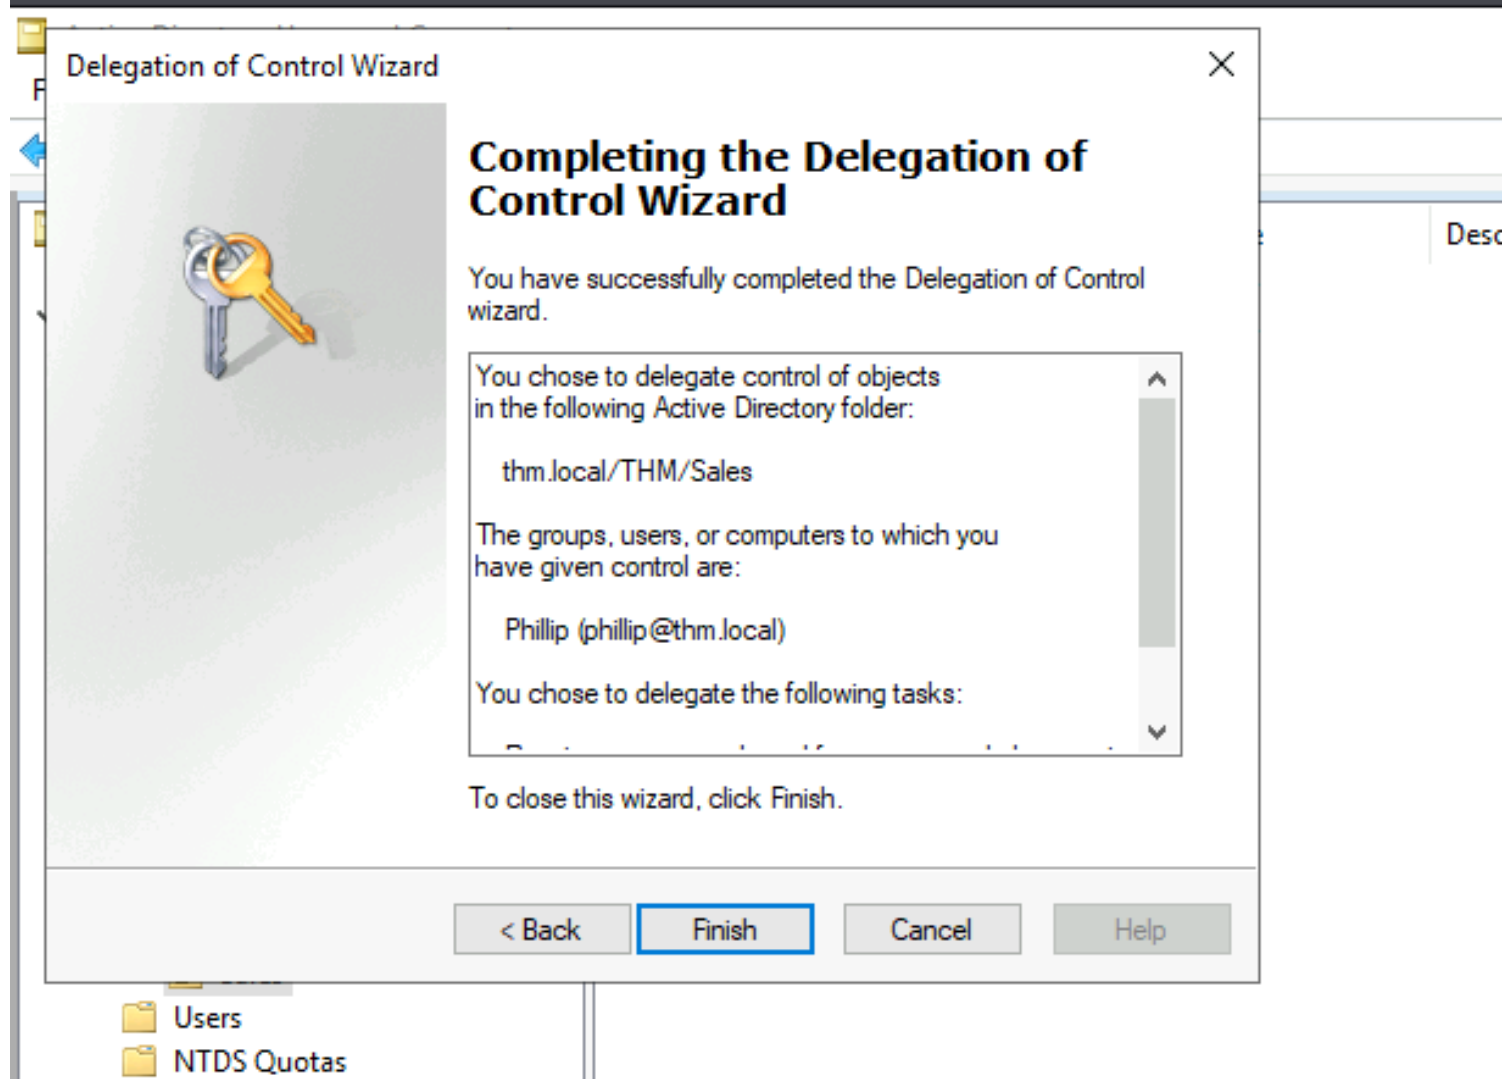 Delegation of Control Wizard
Completing the Delegation of
Control Wizard
You have successfully completed the Delegation of Control
wizard.
You chose to delegate control of objects
in the following Active Directory folder:
thm.local/THM/Sales
The groups, users, or computers to which you
have given control are:
Phillip (phillip@thm.local)
You chose to delegate the following tasks:
To close this wizard, click Finish.
< Back
Finish
Cancel
Help
Desc
Users
NTDS Quotas